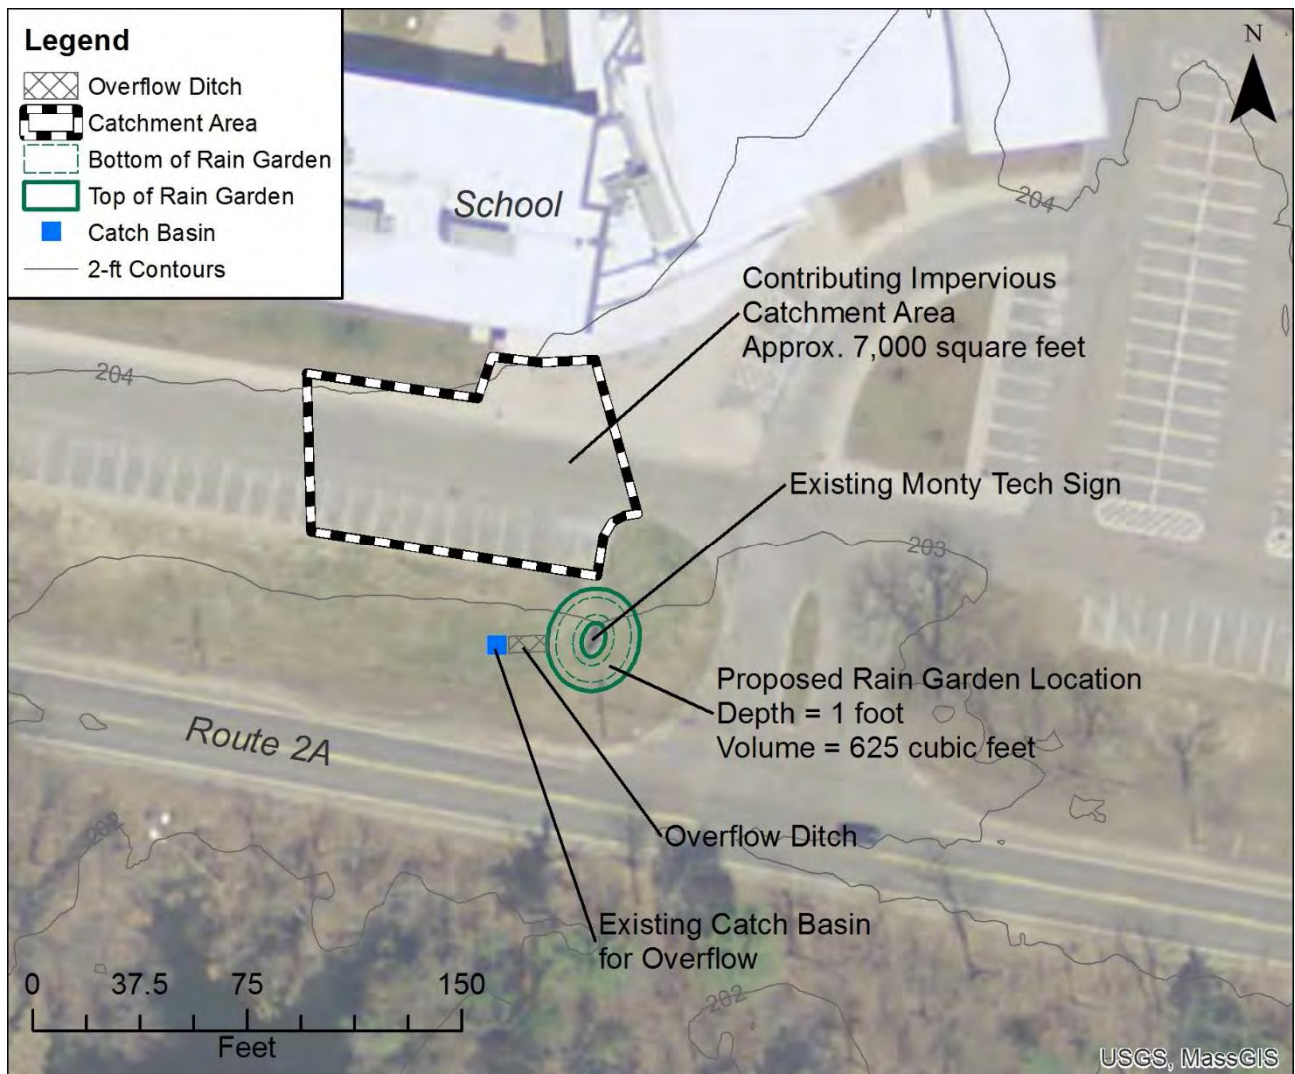 Legend
Overflow Ditch
Catchment Area
Bottom of Rain Garden
Top of Rain Garden
Catch Basin
2-ft Contours
N
School
204
Contributing Impervious
Catchment Area
Approx. 7,000 square feet
204
Existing Monty Tech Sign
203
Proposed Rain Garden Location
Depth = 1 foot
Volume = 625 cubic feet
Route 2A
202
Overflow Ditch
Existing Catch Basin
for Overflow
0 37.5 75 150
Feet
202
USGS, MassGIS